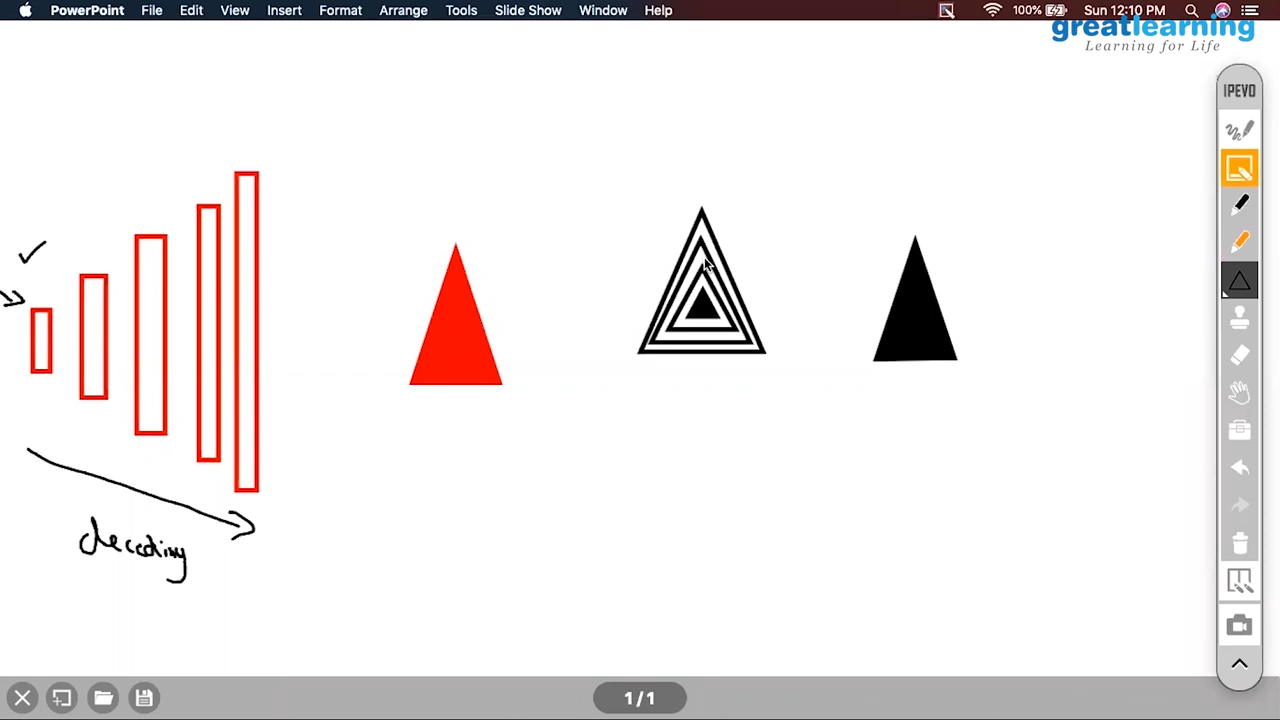 PowerPoint File Edit View Insert Format Arrange Tools Slide Show Window Help 100% Sun 12:10 PM
greatlearning
Learning for Life
IPEVO
decoding
1/1